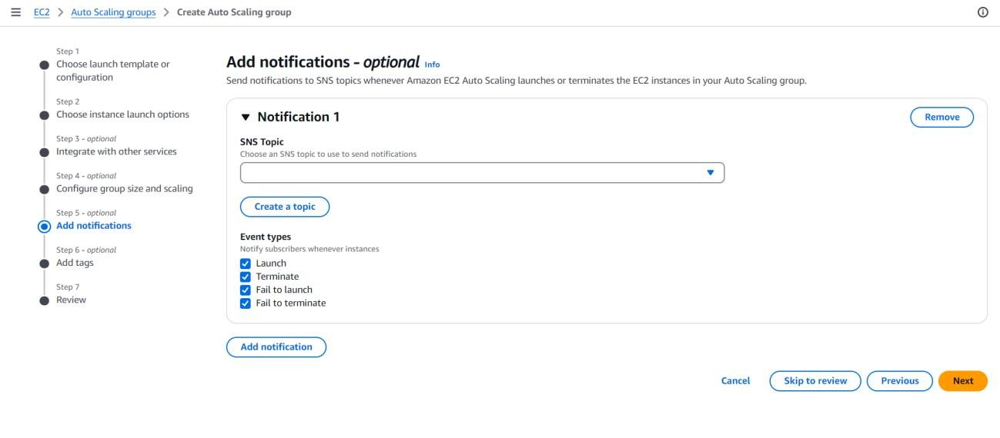 EC2 > Auto Scaling groups > Create Auto Scaling group
Step 1
Choose launch template or
configuration
Step 2
Choose instance launch options
Step 3 - optional
Integrate with other services
Step 4 - optional
Configure group size and scaling
Step 5 - optional
Add notifications
Step 6 - optional
Add tags
Step 7
Review
Add notifications - optional Info
Send notifications to SNS topics whenever Amazon EC2 Auto Scaling launches or terminates the EC2 instances in your Auto Scaling group.
Notification 1
Remove
SNS Topic
Choose an SNS topic to use to send notifications
Create a topic
Event types
Notify subscribers whenever instances
Launch
Terminate
Fail to launch
Fail to terminate
Add notification
Cancel
Skip to review
Previous
Next